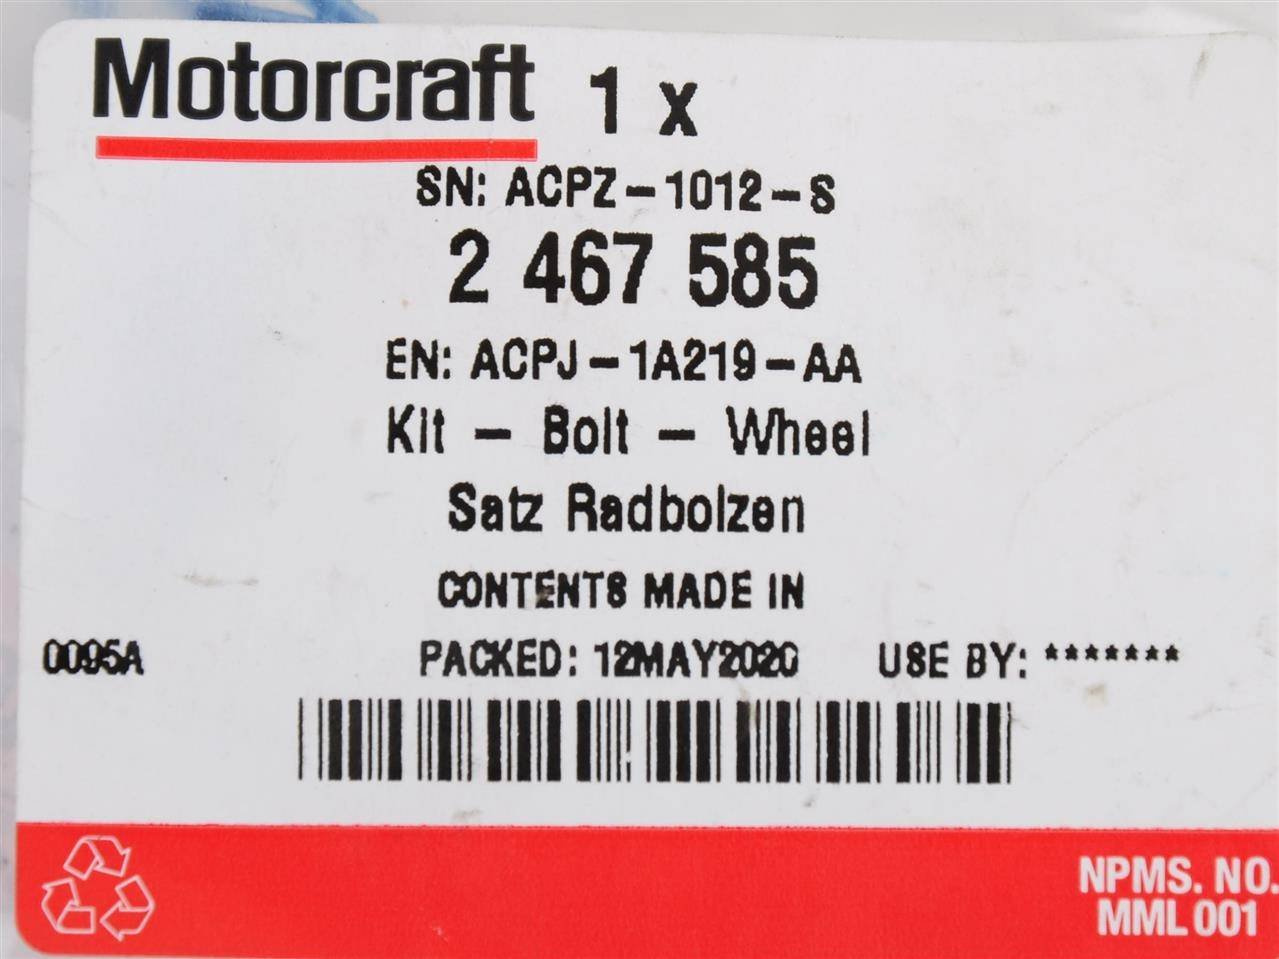 Motorcraft 1 x
SN: ACPZ-1012-S
2 467 585
EN: ACPJ-1A219-AA
Kit - Bolt - Wheel
Satz Radbolzen
CONTENTS MADE IN
0095A PACKED: 12MAY2020 USE BY: *******
NPMS. NO.
MML 001